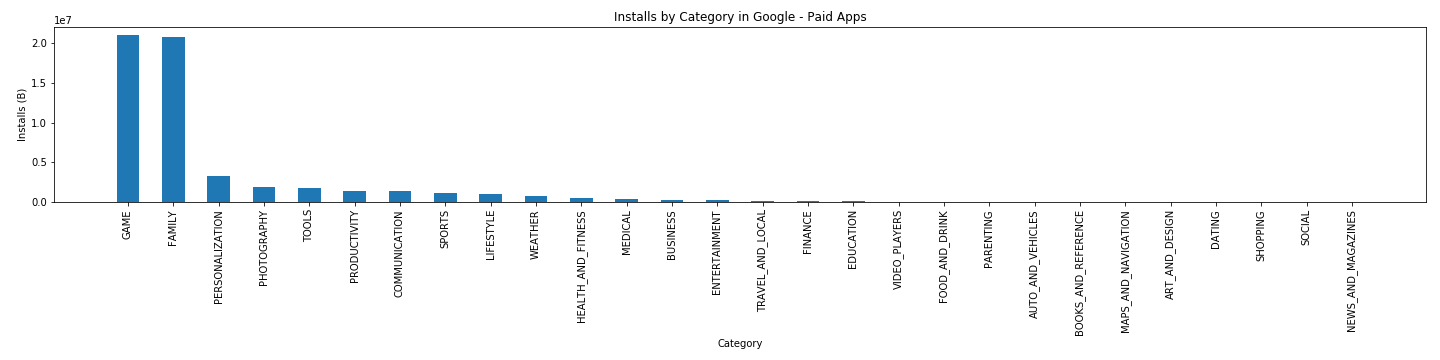 Installs by Category in Google - Paid Apps
1e7
2.0
1.5
1.0
0.5
0.0
Installs (B)
GAME
FAMILY
PERSONALIZATION
PHOTOGRAPHY
TOOLS
PRODUCTIVITY
COMMUNICATION
SPORTS
LIFESTYLE
WEATHER
HEALTH_AND_FITNESS
MEDICAL
BUSINESS
ENTERTAINMENT
TRAVEL_AND_LOCAL
FINANCE
EDUCATION
VIDEO_PLAYERS
FOOD_AND_DRINK
PARENTING
AUTO_AND_VEHICLES
BOOKS_AND_REFERENCE
MAPS_AND_NAVIGATION
ART_AND_DESIGN
DATING
SHOPPING
SOCIAL
NEWS_AND_MAGAZINES
Category